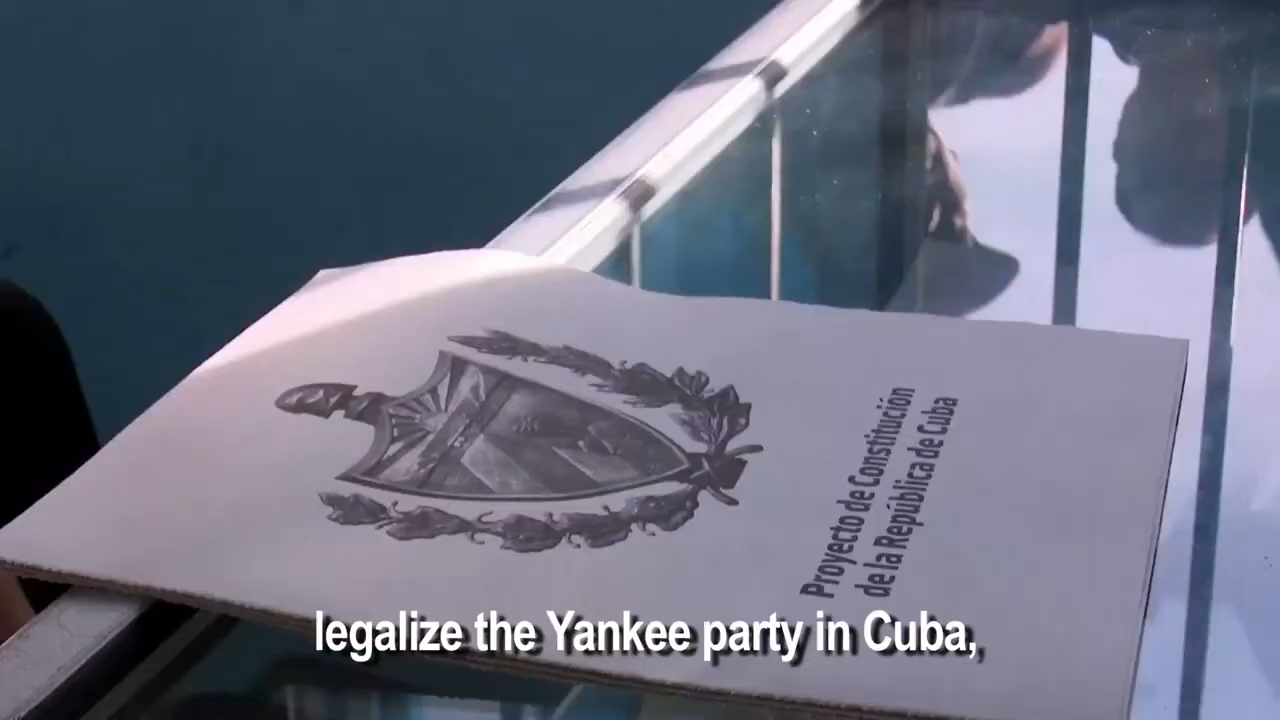 Proyecto de Constitución
de la República de Cuba
legalize the Yankee party in Cuba,